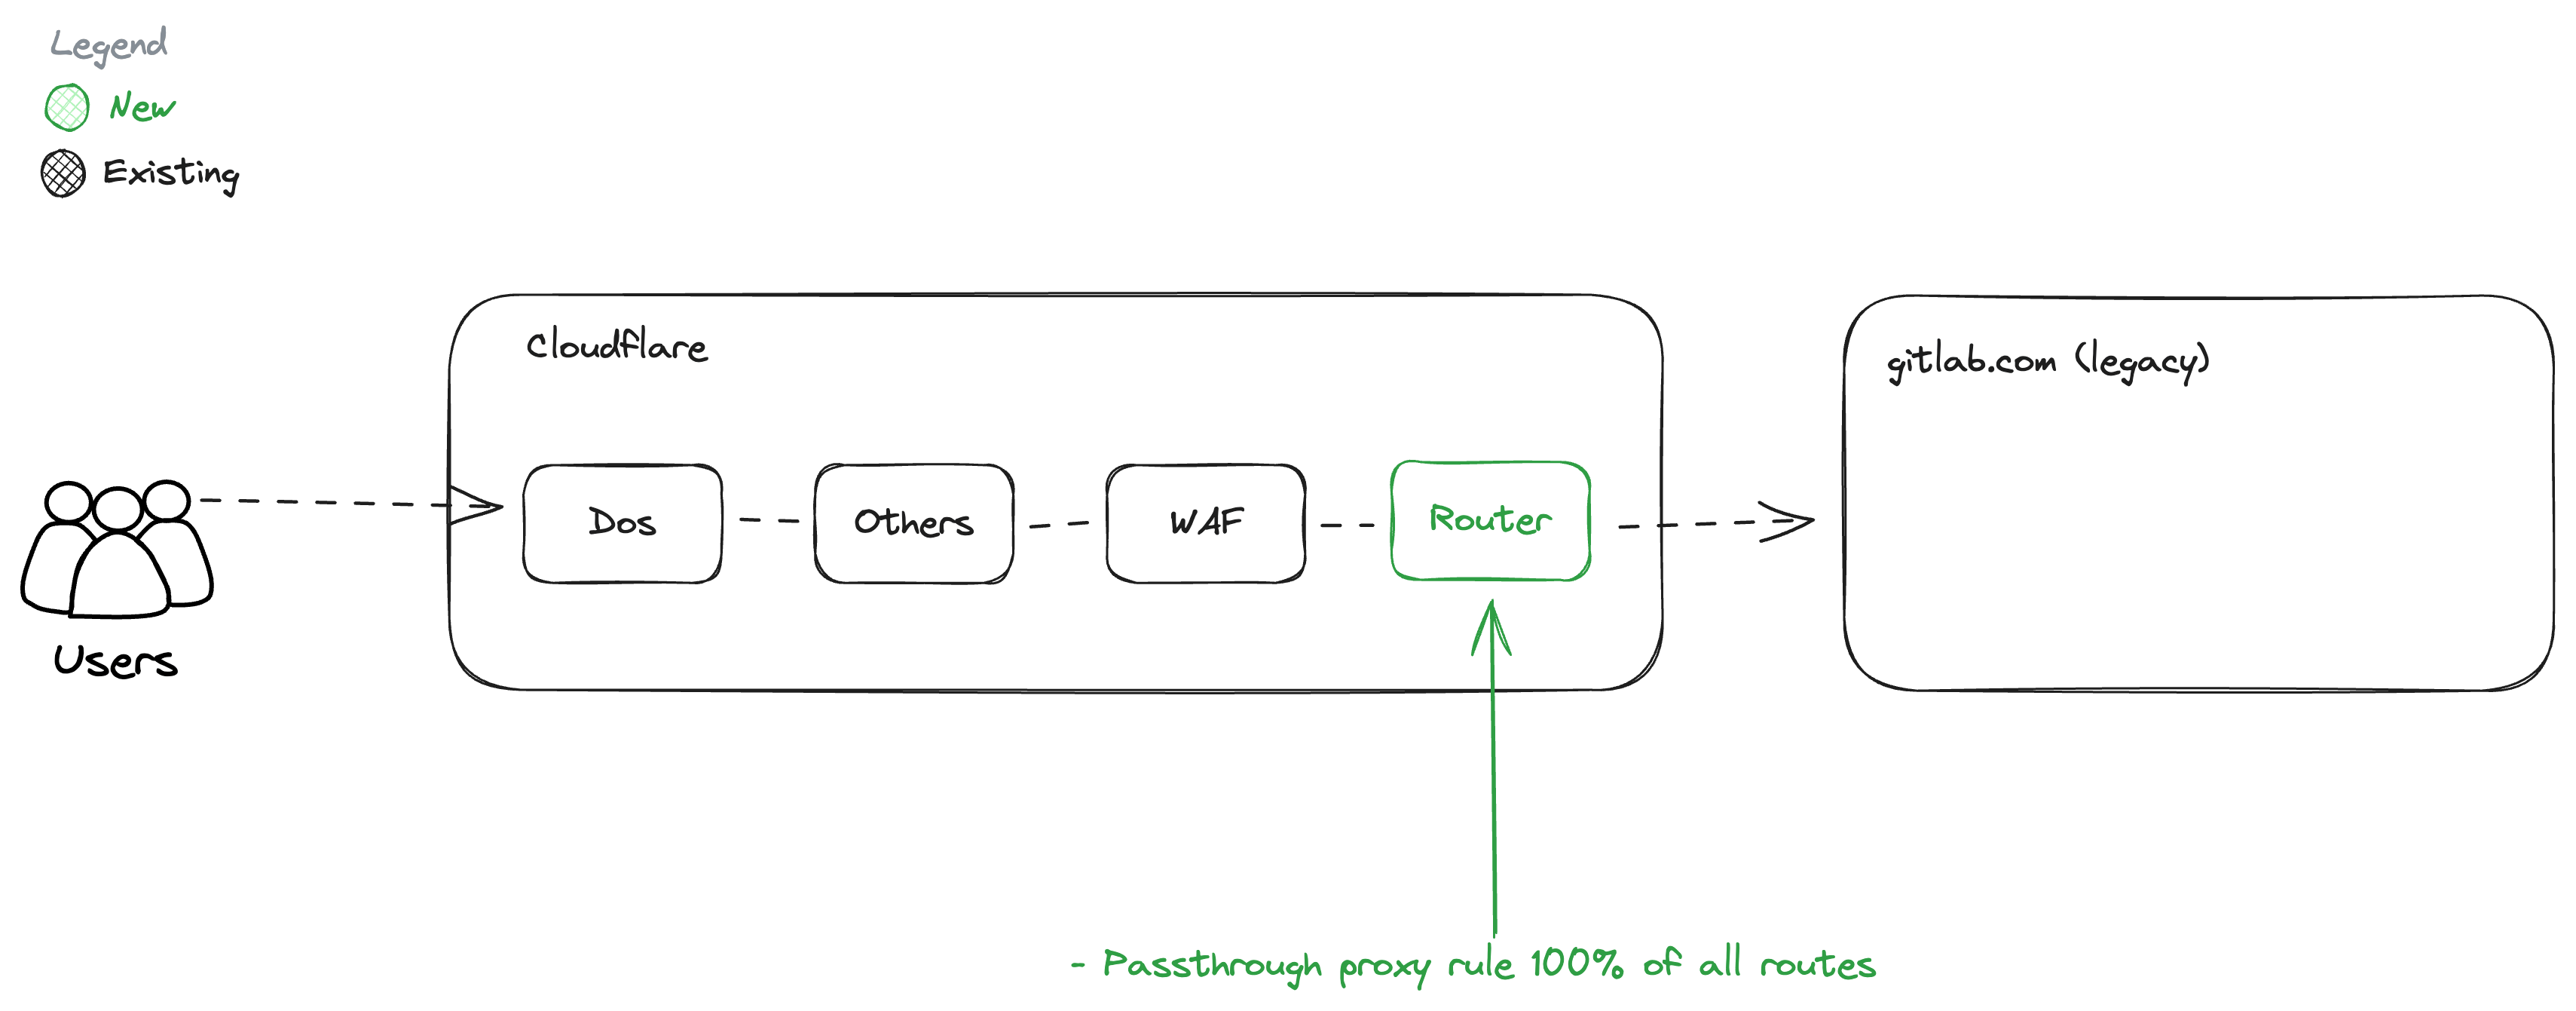 Legend
New
Existing
Cloudflare
gitlab.com (legacy)
Dos
Others
WAF
Router
Users
- Passthrough proxy rule 100% of all routes